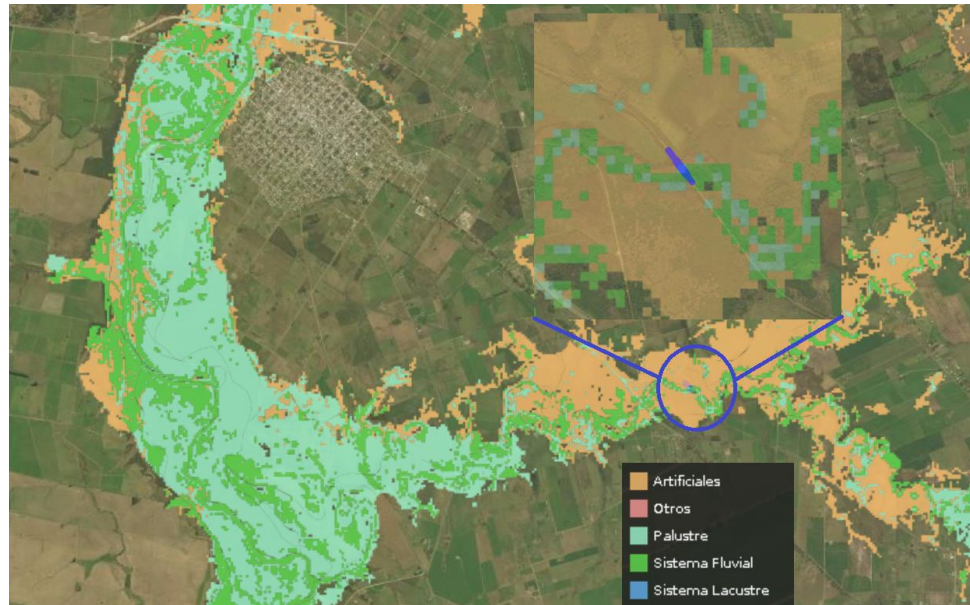 Artificiales
Otros
Palustre
Sistema Fluvial
Sistema Lacustre